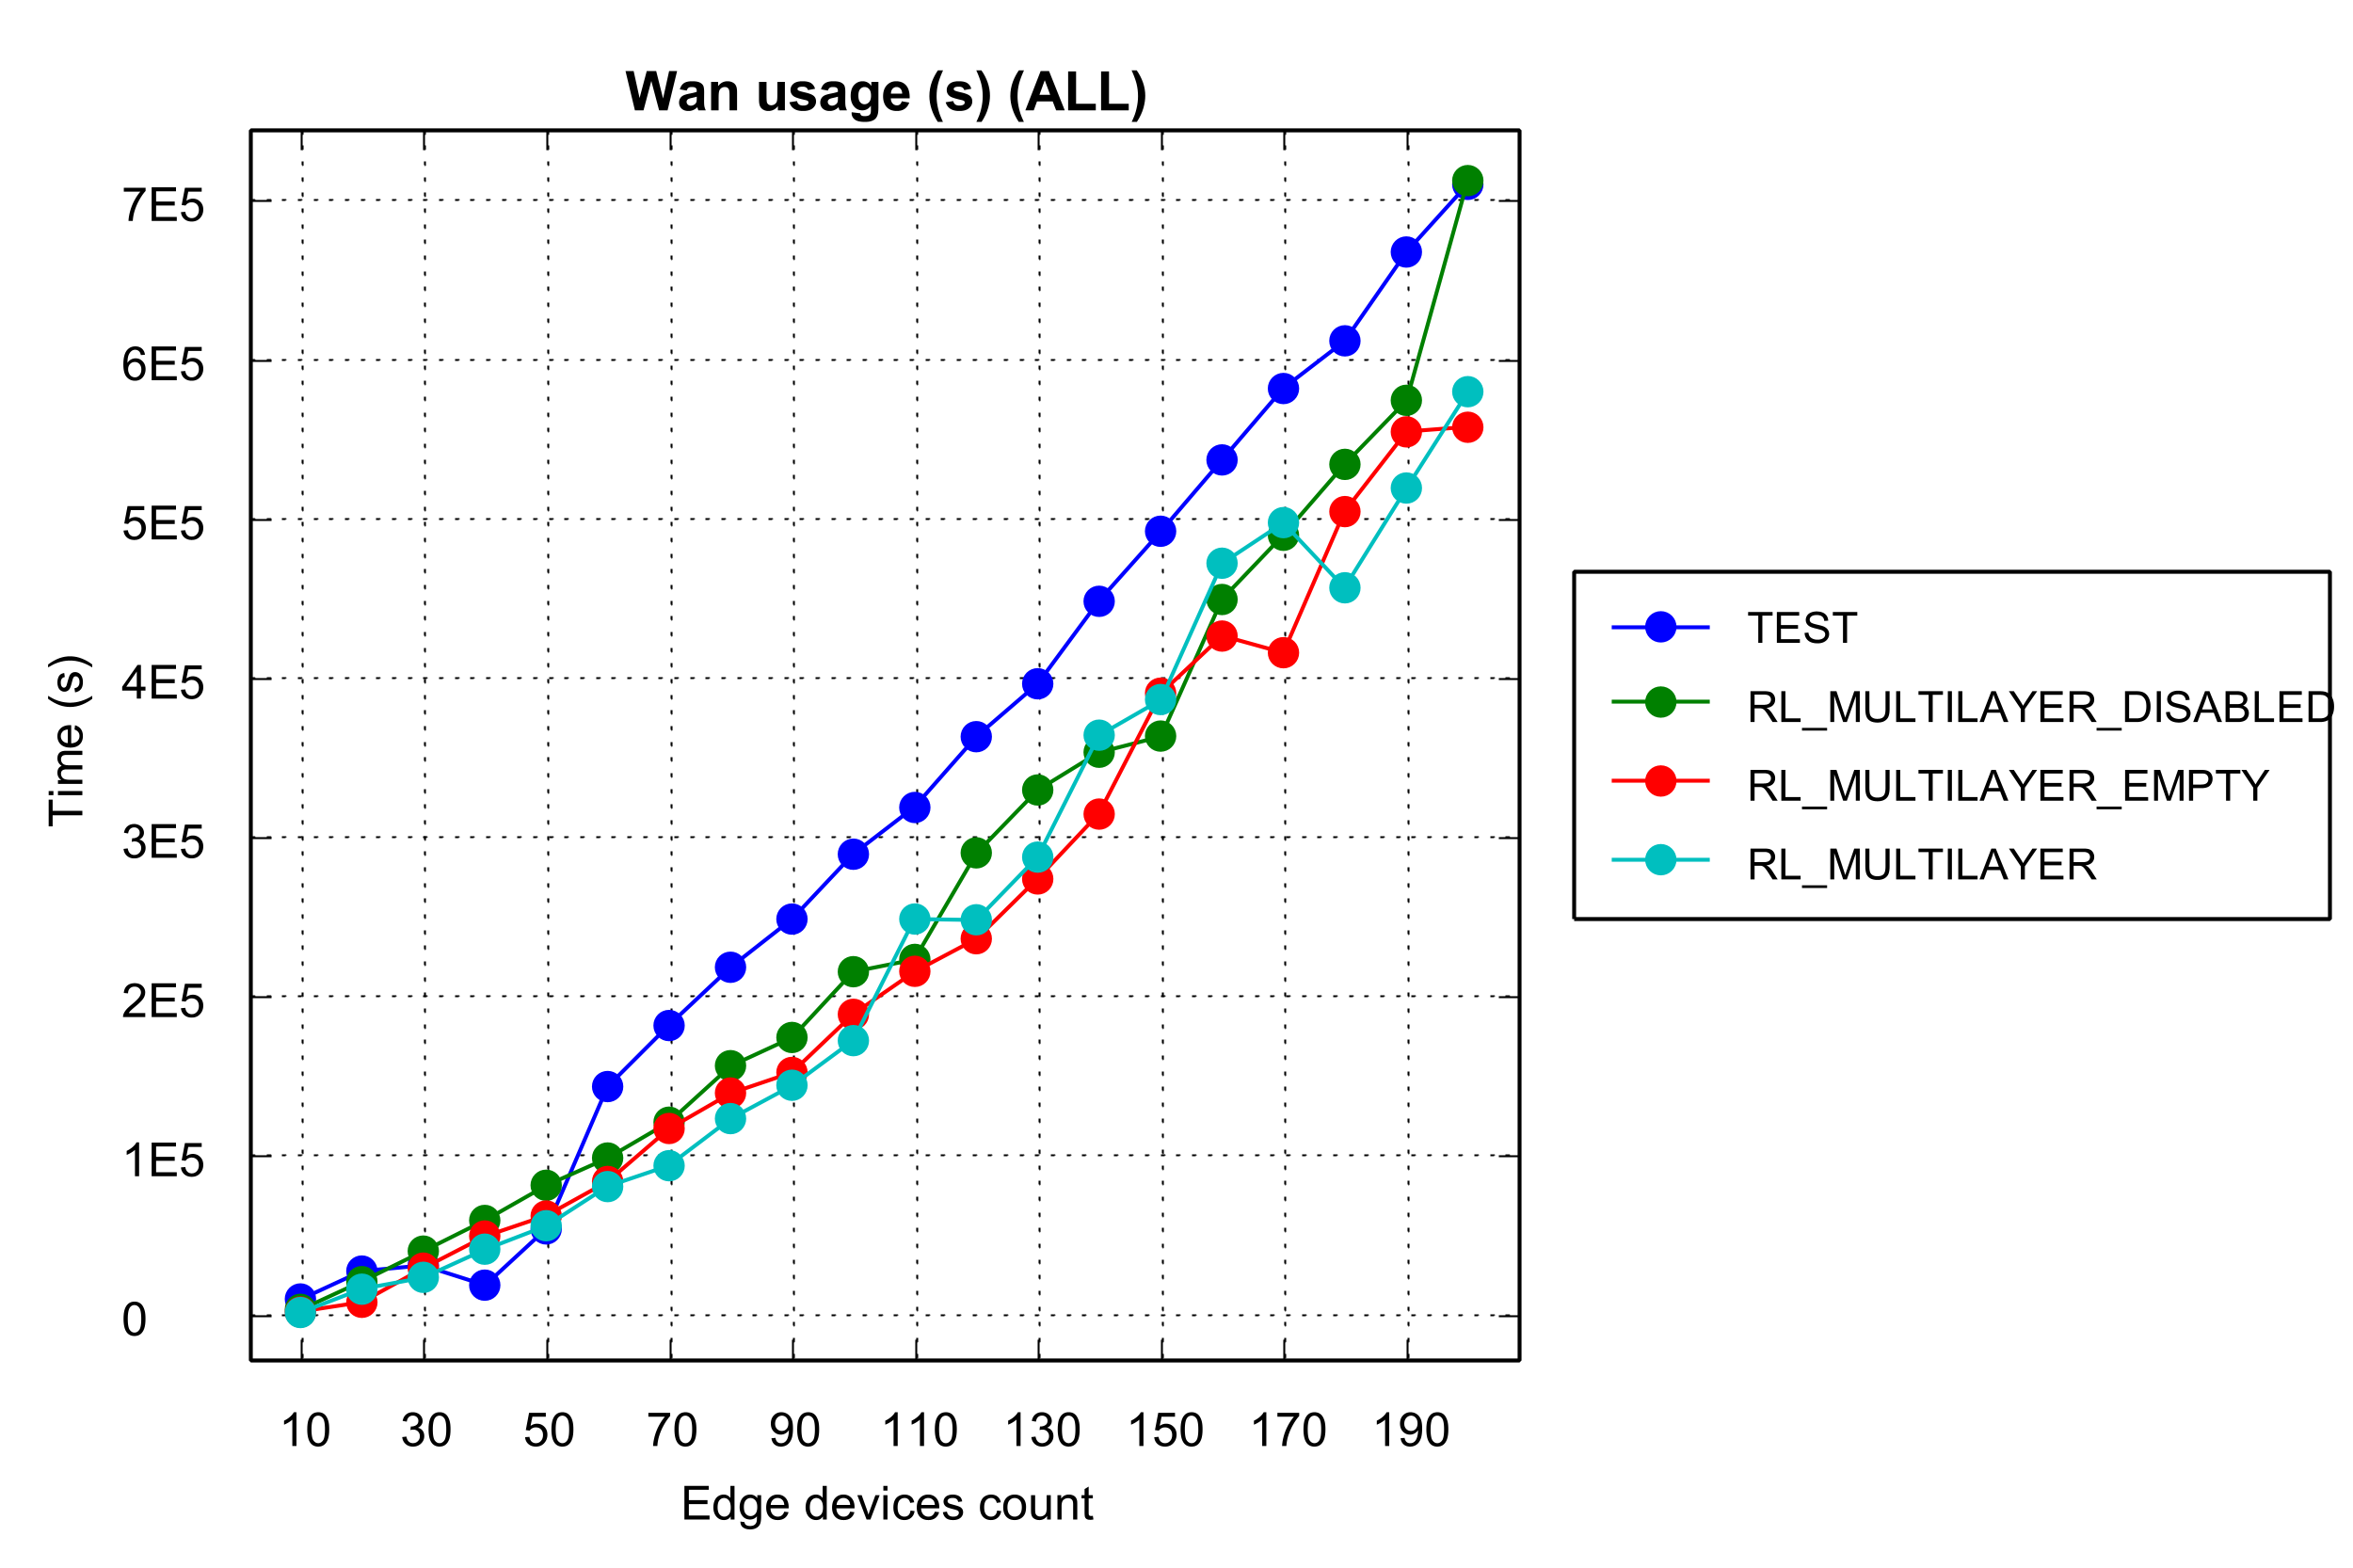 Wan usage (s) (ALL)
7E5
6E5
5E5
4E5
3E5
2E5
1E5
0
Time (s)
10 30 50 70 90 110 130 150 170 190
Edge devices count
TEST
RL_MULTILAYER_DISABLED
RL_MULTILAYER_EMPTY
RL_MULTILAYER